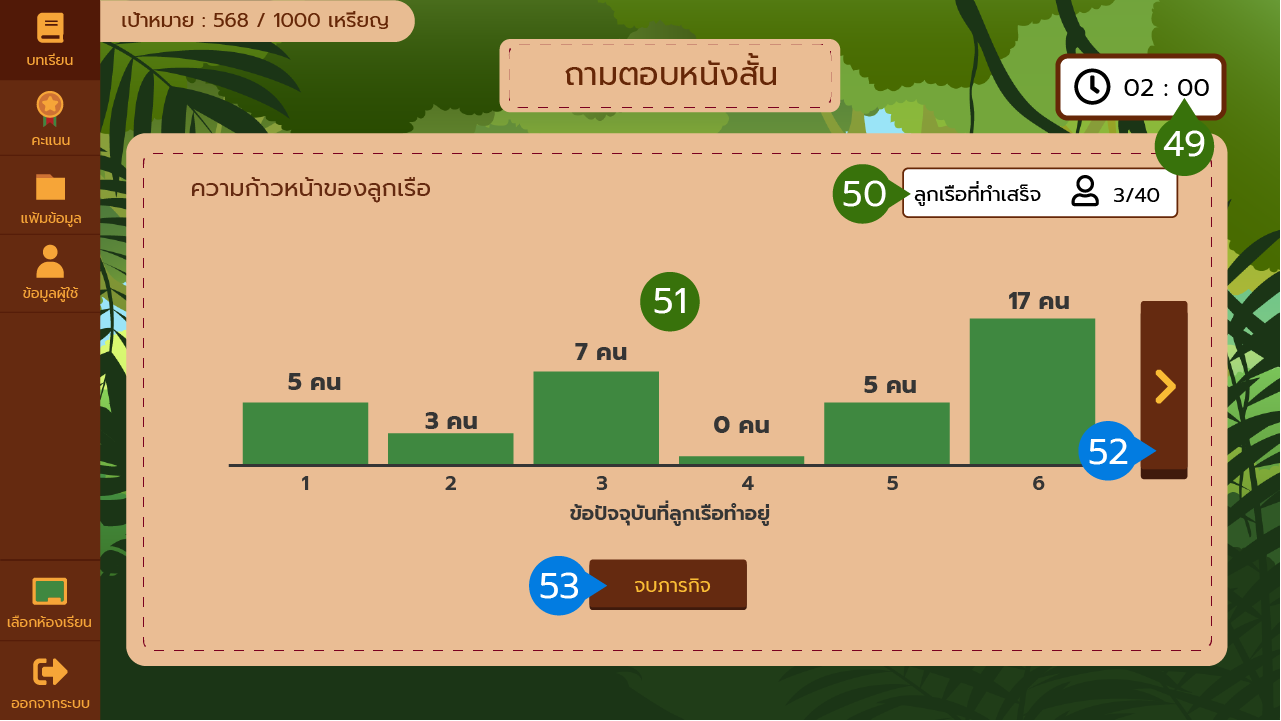 เป้าหมาย : 568 / 1000 เหรียญ
บทเรียน
คะแนน
แฟ้มข้อมูล
ข้อมูลผู้ใช้
เลือกห้องเรียน
ออกจากระบบ
ถามตอบหนังสั้น
02 : 00
49
ความก้าวหน้าของลูกเรือ
50
ลูกเรือที่ทำเสร็จ 3/40
51
5 คน 3 คน 7 คน 0 คน 5 คน 17 คน
52
1 2 3 4 5 6
ข้อปัจจุบันที่ลูกเรือทำอยู่
53
จบภารกิจ